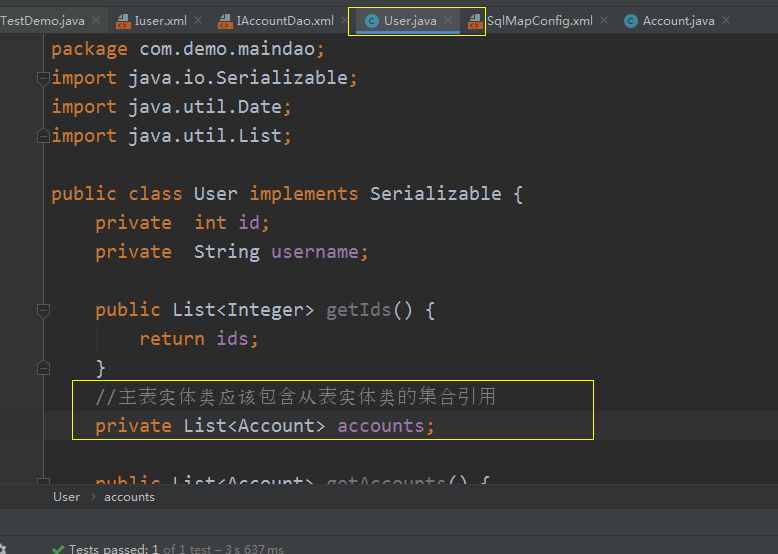 TestDemo.java × Iuser.xml × IAccountDao.xml × User.java × SqlMapConfig.xml × Account.java ×
package com.demo.maindao;
import java.io.Serializable;
import java.util.Date;
import java.util.List;
public class User implements Serializable {
private  int id;
private  String username;
public List<Integer> getIds() {
return ids;
}
//主表实体类应该包含从表实体类的集合引用
private List<Account> accounts;
public List<Account> getAccounts() {
User › accounts
Tests passed: 1 of 1 test – 3 s 637 ms